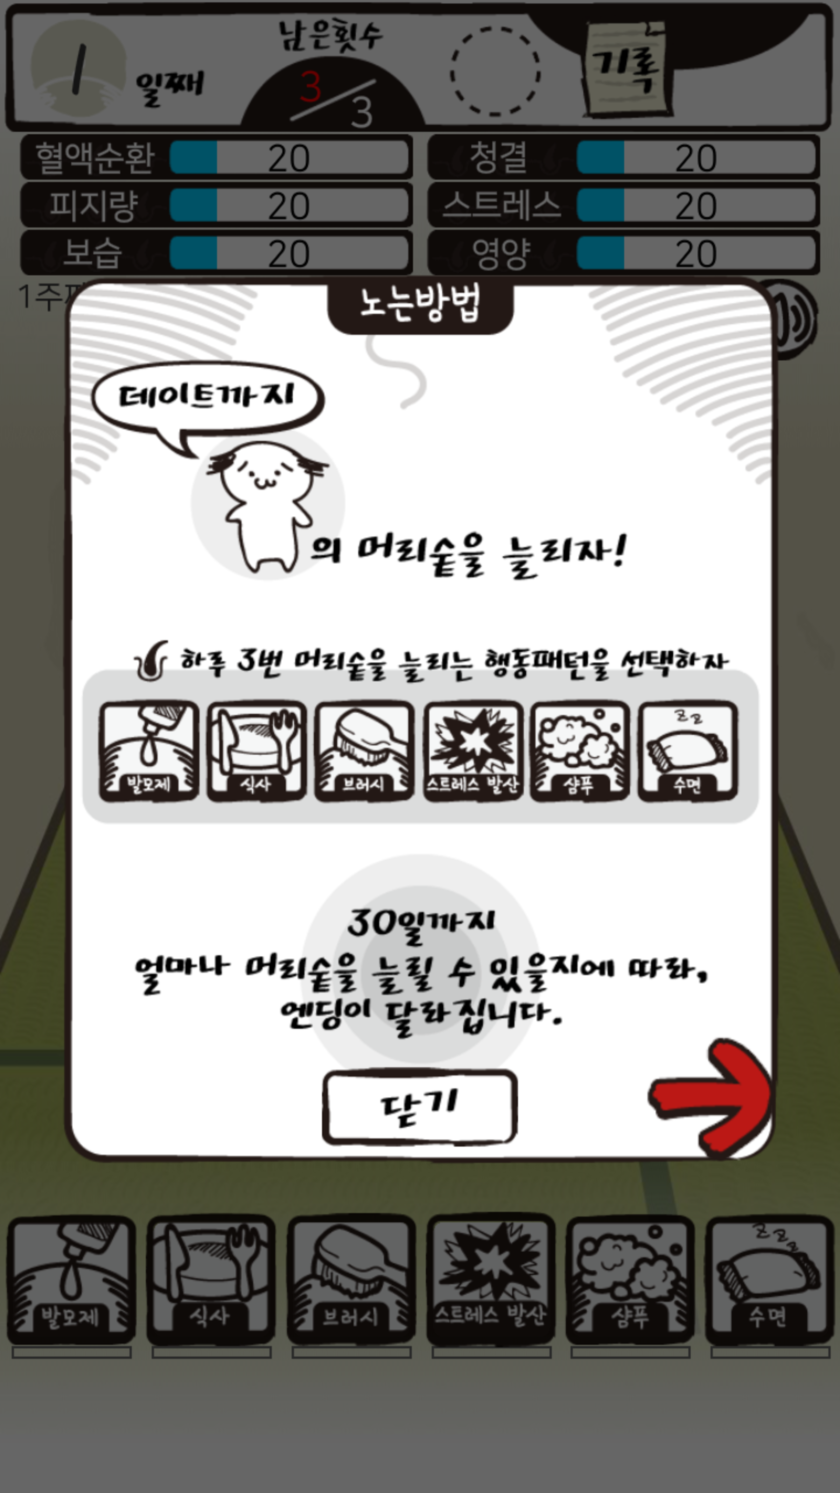 1 일째
남은횟수
3/3
기록
혈액순환 20
청결 20
피지량 20
스트레스 20
보습 20
영양 20
1주
노는방법
데이트까지
의 머리숱을 늘리자!
하루 3번 머리숱을 늘리는 행동패턴을 선택하자
발모제 식사 브러시 스트레스 발산 샴푸 수면
30일까지
얼마나 머리숱을 늘릴 수 있을지에 따라,
엔딩이 달라집니다.
닫기
발모제 식사 브러시 스트레스 발산 샴푸 수면